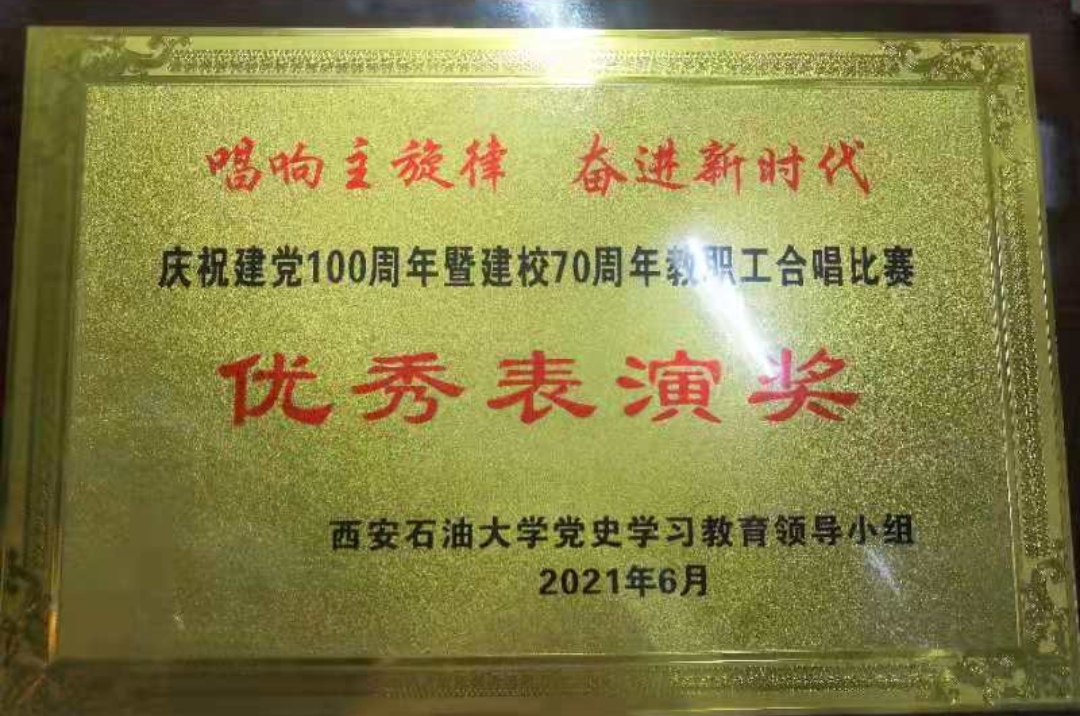 唱响主旋律 奋进新时代
庆祝建党100周年暨建校70周年教职工合唱比赛
优秀表演奖
西安石油大学党史学习教育领导小组
2021年6月